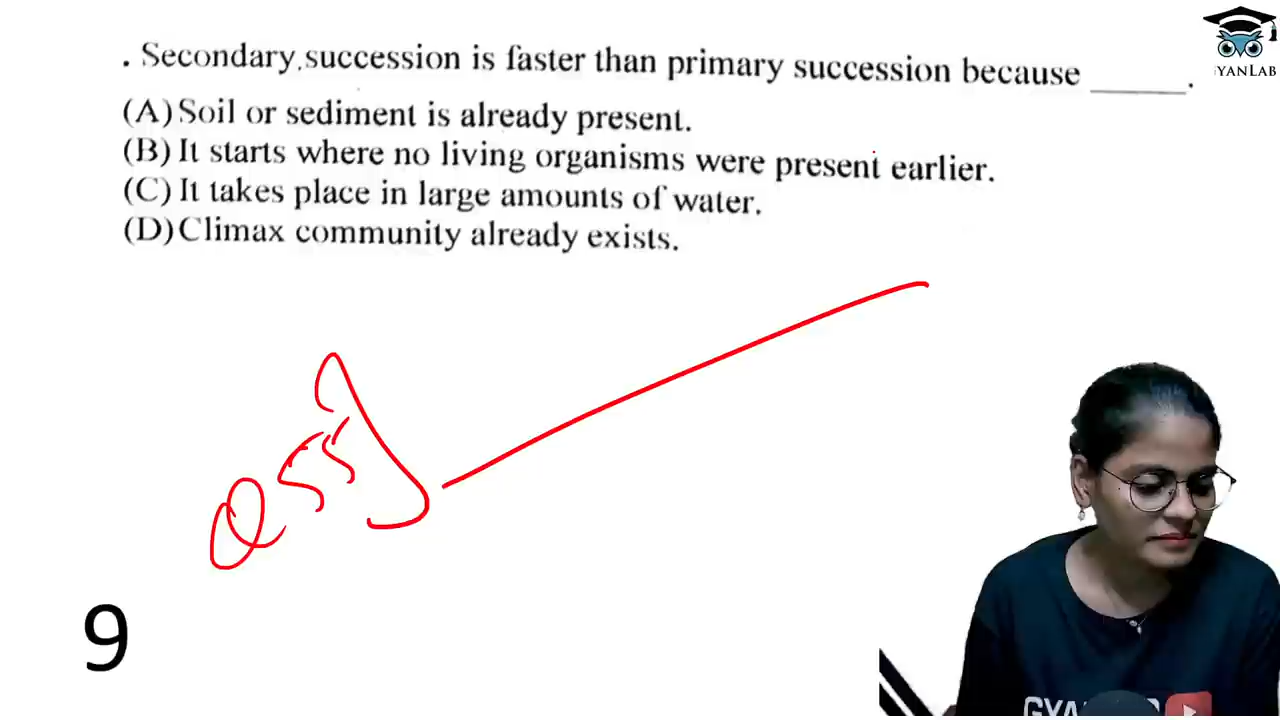 . Secondary succession is faster than primary succession because ______.
(A) Soil or sediment is already present.
(B) It starts where no living organisms were present earlier.
(C) It takes place in large amounts of water.
(D) Climax community already exists.
YANLAB
9